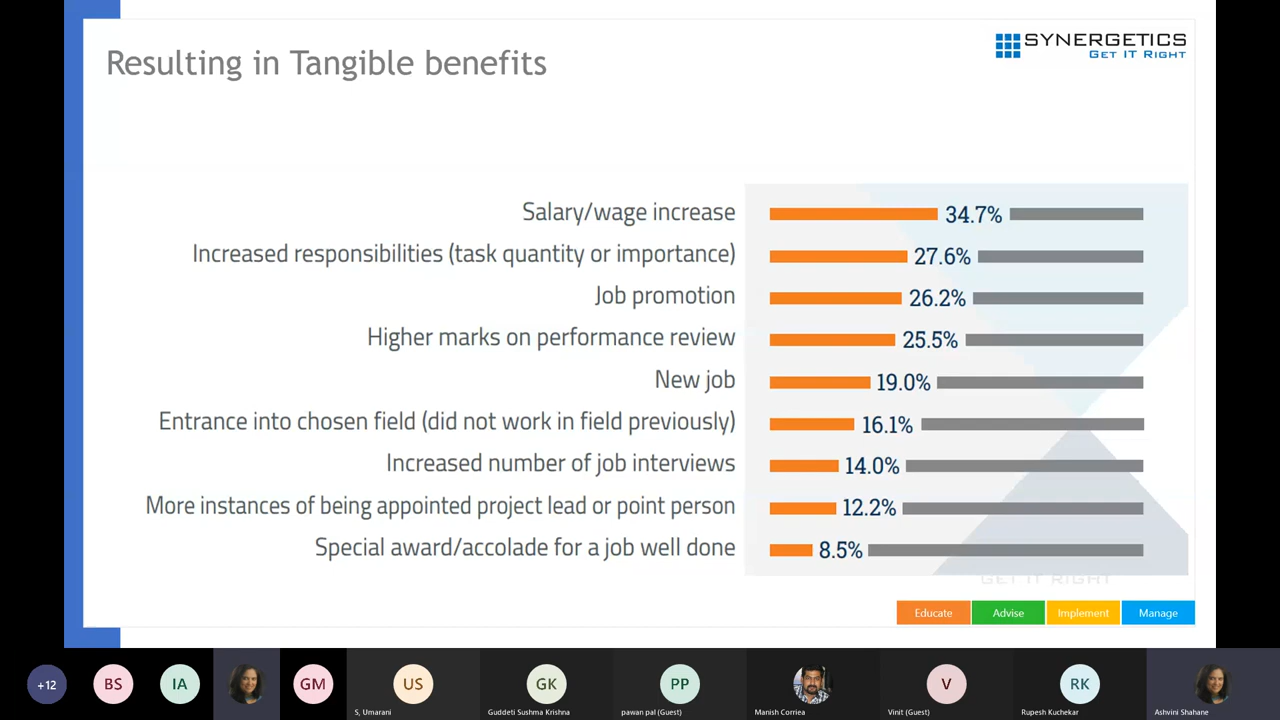 Resulting in Tangible benefits
SYNERGETICS
GET IT RIGHT
Salary/wage increase 34.7%
Increased responsibilities (task quantity or importance) 27.6%
Job promotion 26.2%
Higher marks on performance review 25.5%
New job 19.0%
Entrance into chosen field (did not work in field previously) 16.1%
Increased number of job interviews 14.0%
More instances of being appointed project lead or point person 12.2%
Special award/accolade for a job well done 8.5%
GET IT RIGHT
Educate Advise Implement Manage
+12 BS IA GM US GK PP V RK
S, Umarani Guddeti Sushma Krishna pawan pal (Guest) Manish Correia Vinit (Guest) Rupesh Kuchekar Ashvini Shahane